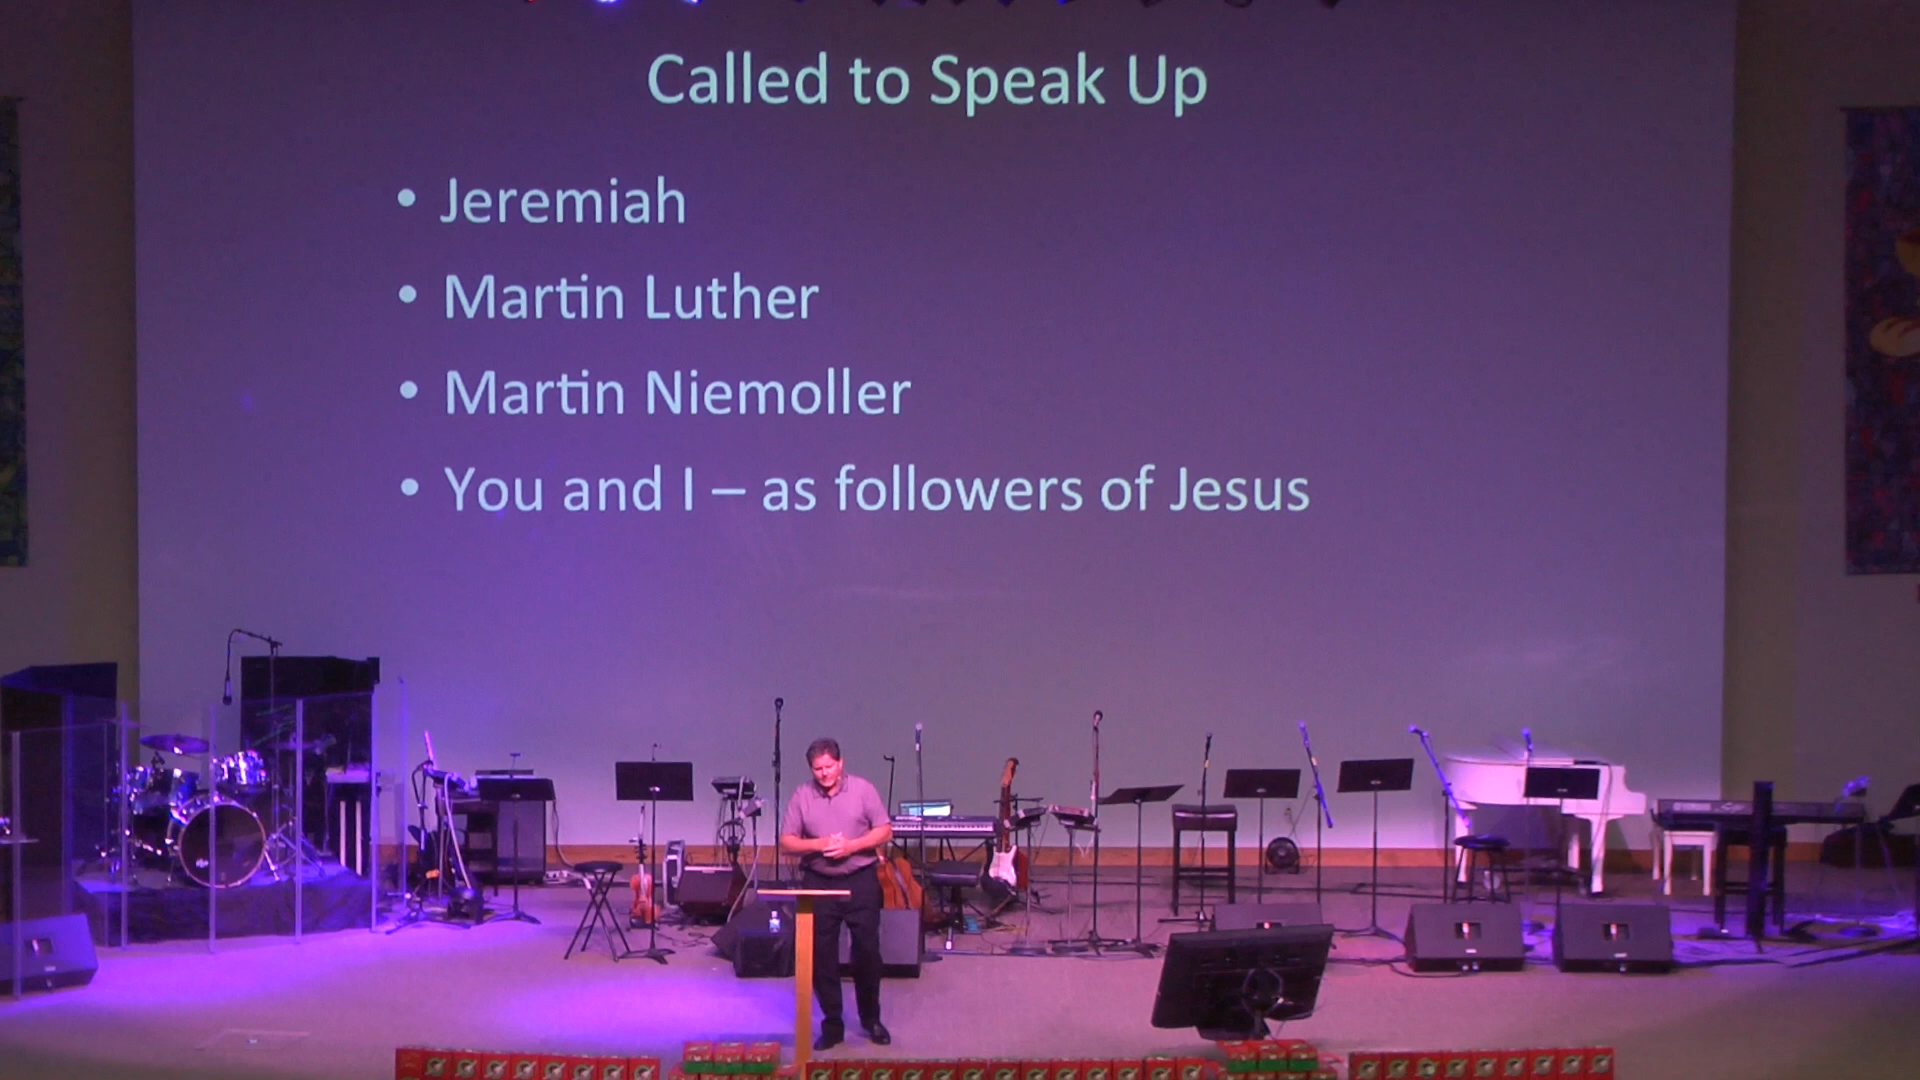 Called to Speak Up
• Jeremiah
• Martin Luther
• Martin Niemoller
• You and I – as followers of Jesus